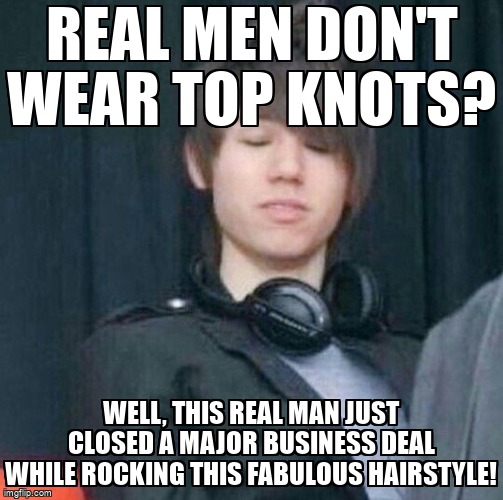 REAL MEN DON'T
WEAR TOP KNOTS?
WELL, THIS REAL MAN JUST
CLOSED A MAJOR BUSINESS DEAL
WHILE ROCKING THIS FABULOUS HAIRSTYLE!
imgflip.com